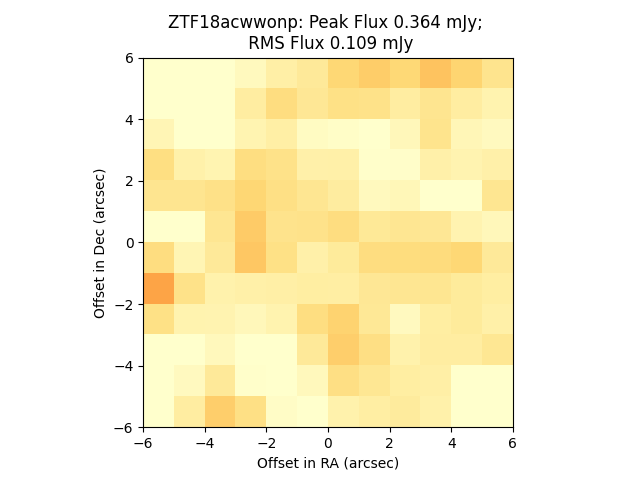 ZTF18acwwonp: Peak Flux 0.364 mJy;
RMS Flux 0.109 mJy
6
4
2
0
−2
−4
−6
Offset in Dec (arcsec)
−6 −4 −2 0 2 4 6
Offset in RA (arcsec)